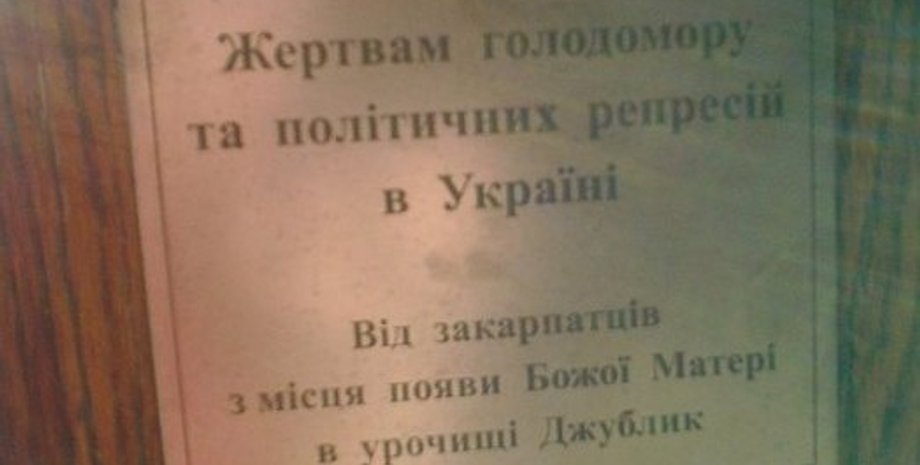 Жертвам голодомору
та політичних репресій
в Україні
Від закарпатців
з місця появи Божої Матері
в урочищі Джублик